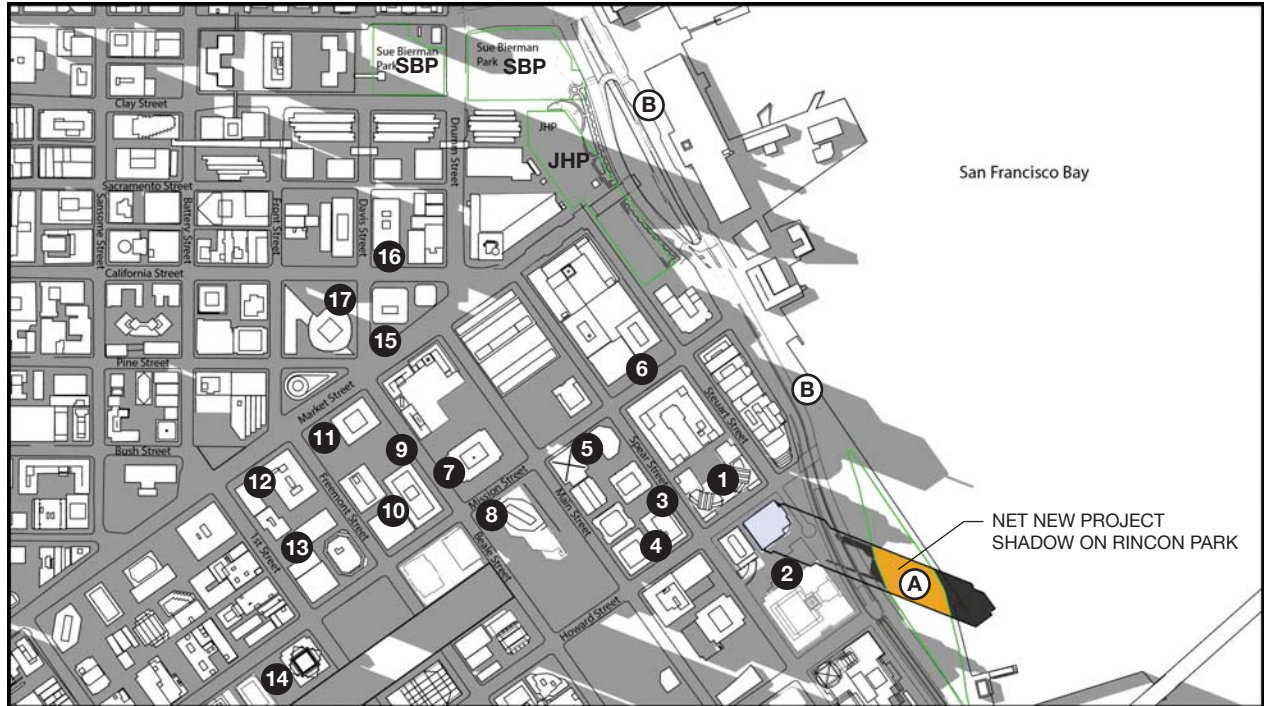 Sue Bierman
Park
SBP
Sue Bierman
Park
SBP
B
Clay Street
JHP
JHP
Drumm Street
San Francisco Bay
Sacramento Street
Sansome Street
Battery Street
Front Street
Davis Street
16
California Street
17
15
Pine Street
6
B
Market Street
Steuart Street
11
9
5
Bush Street
7
Spear Street
1
12
Mission Street
3
Main Street
Freemont Street
10
8
NET NEW PROJECT
SHADOW ON RINCON PARK
13
4
1st Street
Beale Street
2
A
Howard Street
14